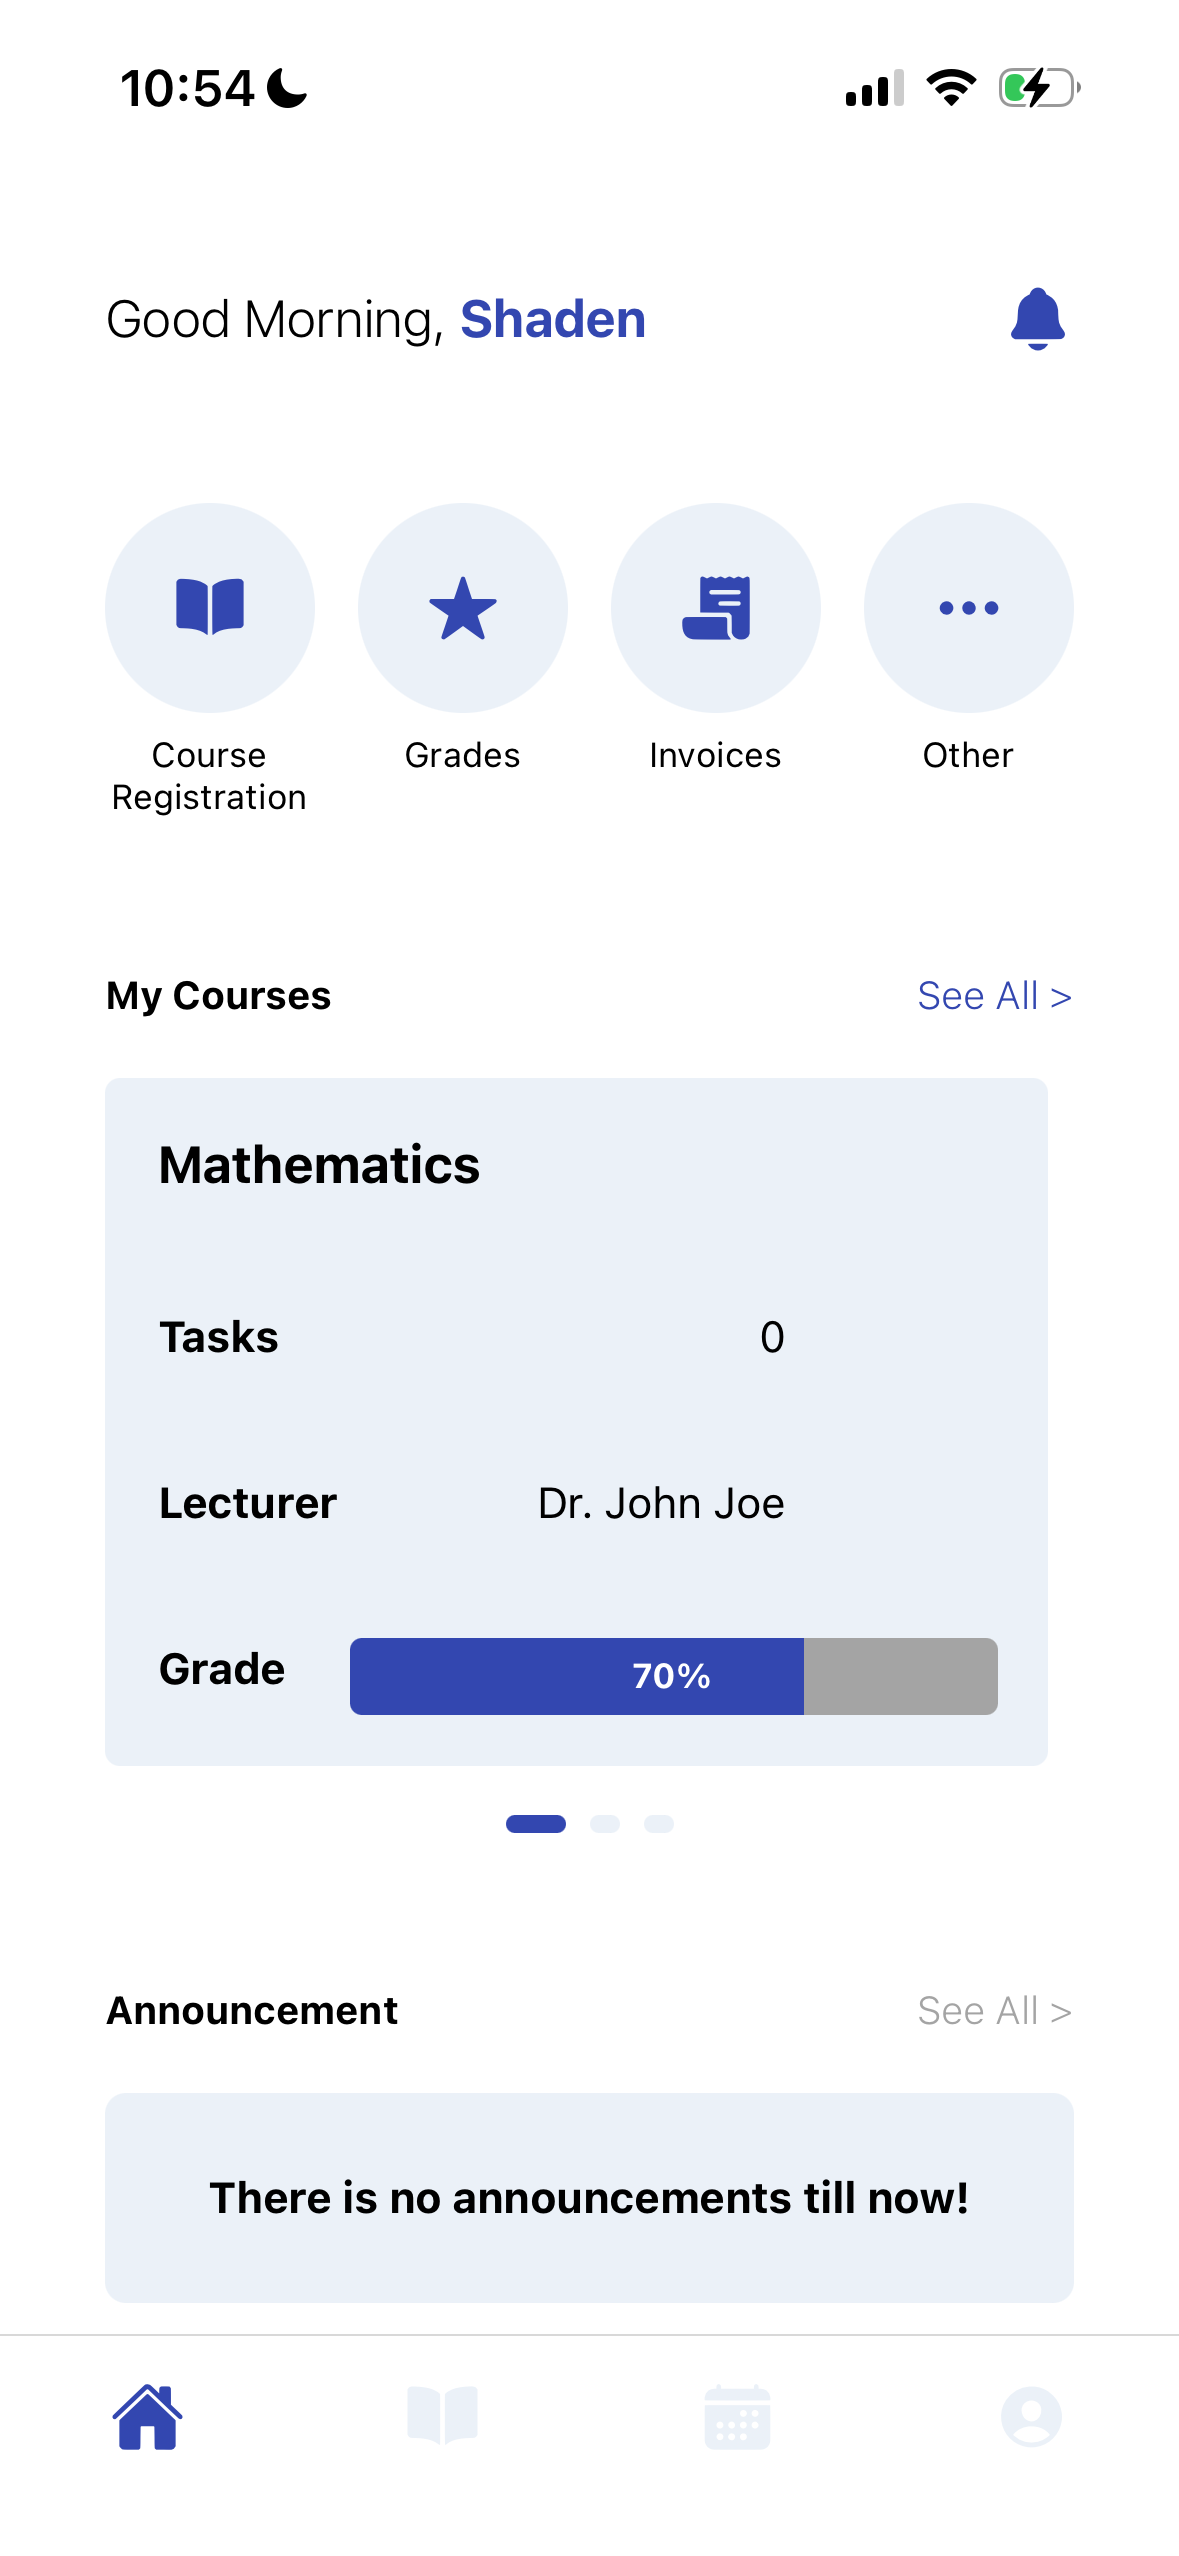 10:54
Good Morning, Shaden
Course
Registration
Grades
Invoices
Other
My Courses
See All >
Mathematics
Tasks
0
Lecturer
Dr. John Joe
Grade
70%
Announcement
See All >
There is no announcements till now!